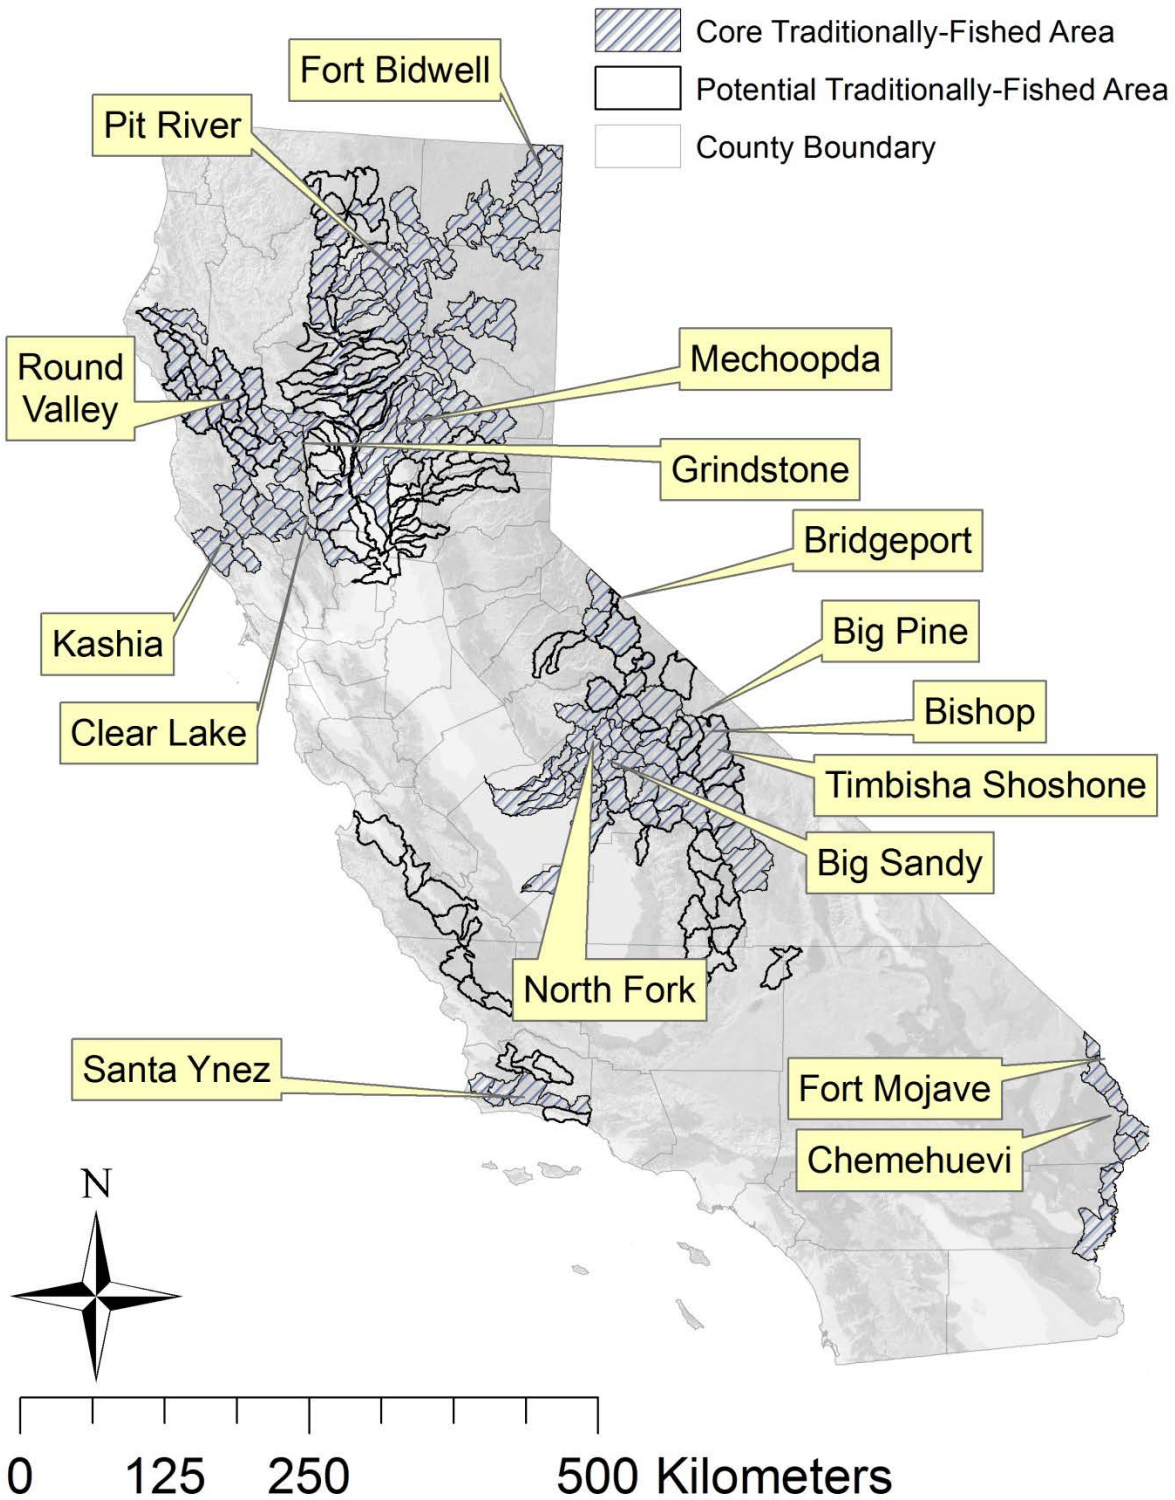 Core Traditionally-Fished Area
Fort Bidwell
Potential Traditionally-Fished Area
Pit River
County Boundary
Round
Valley
Mechoopda
Grindstone
Bridgeport
Kashia
Big Pine
Clear Lake
Bishop
Timbisha Shoshone
Big Sandy
North Fork
Santa Ynez
Fort Mojave
Chemehuevi
N
0 125 250 500 Kilometers